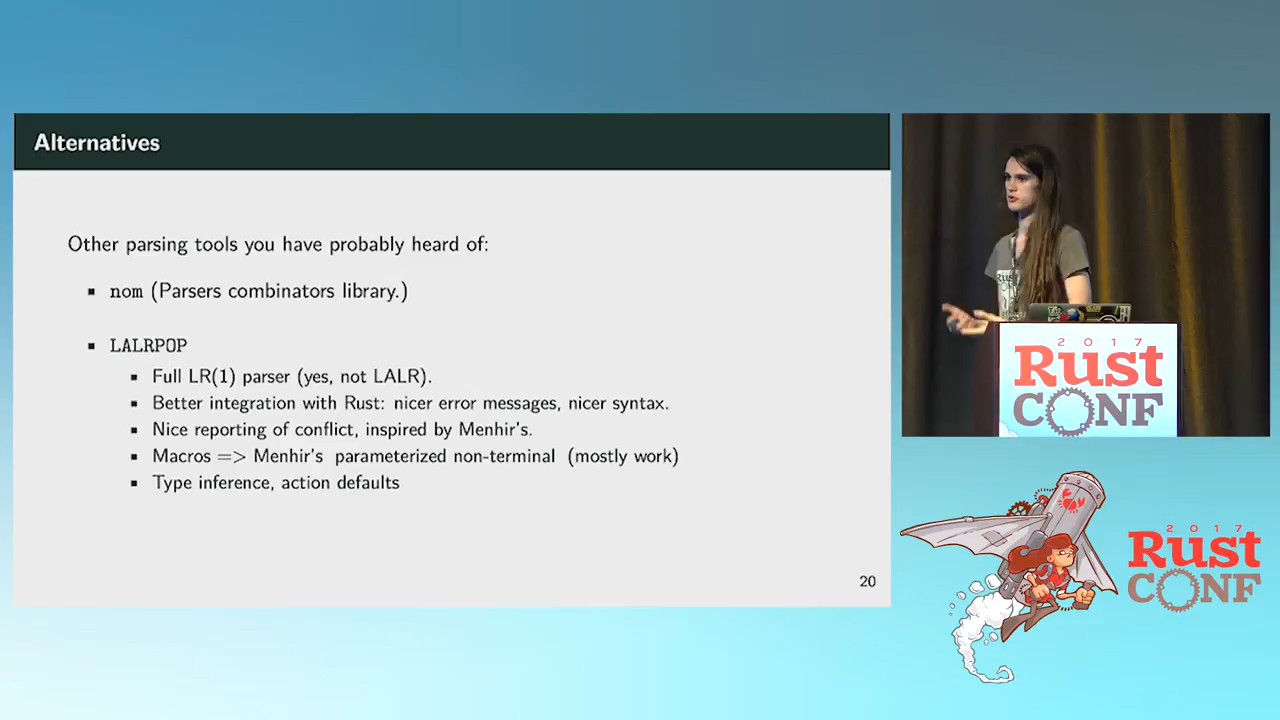 Alternatives
Other parsing tools you have probably heard of:
▪ nom (Parsers combinators library.)
▪ LALRPOP
▪ Full LR(1) parser (yes, not LALR).
▪ Better integration with Rust: nicer error messages, nicer syntax.
▪ Nice reporting of conflict, inspired by Menhir's.
▪ Macros => Menhir's parameterized non-terminal (mostly work)
▪ Type inference, action defaults
20
2017
Rust
CONF
2017
Rust
CONF